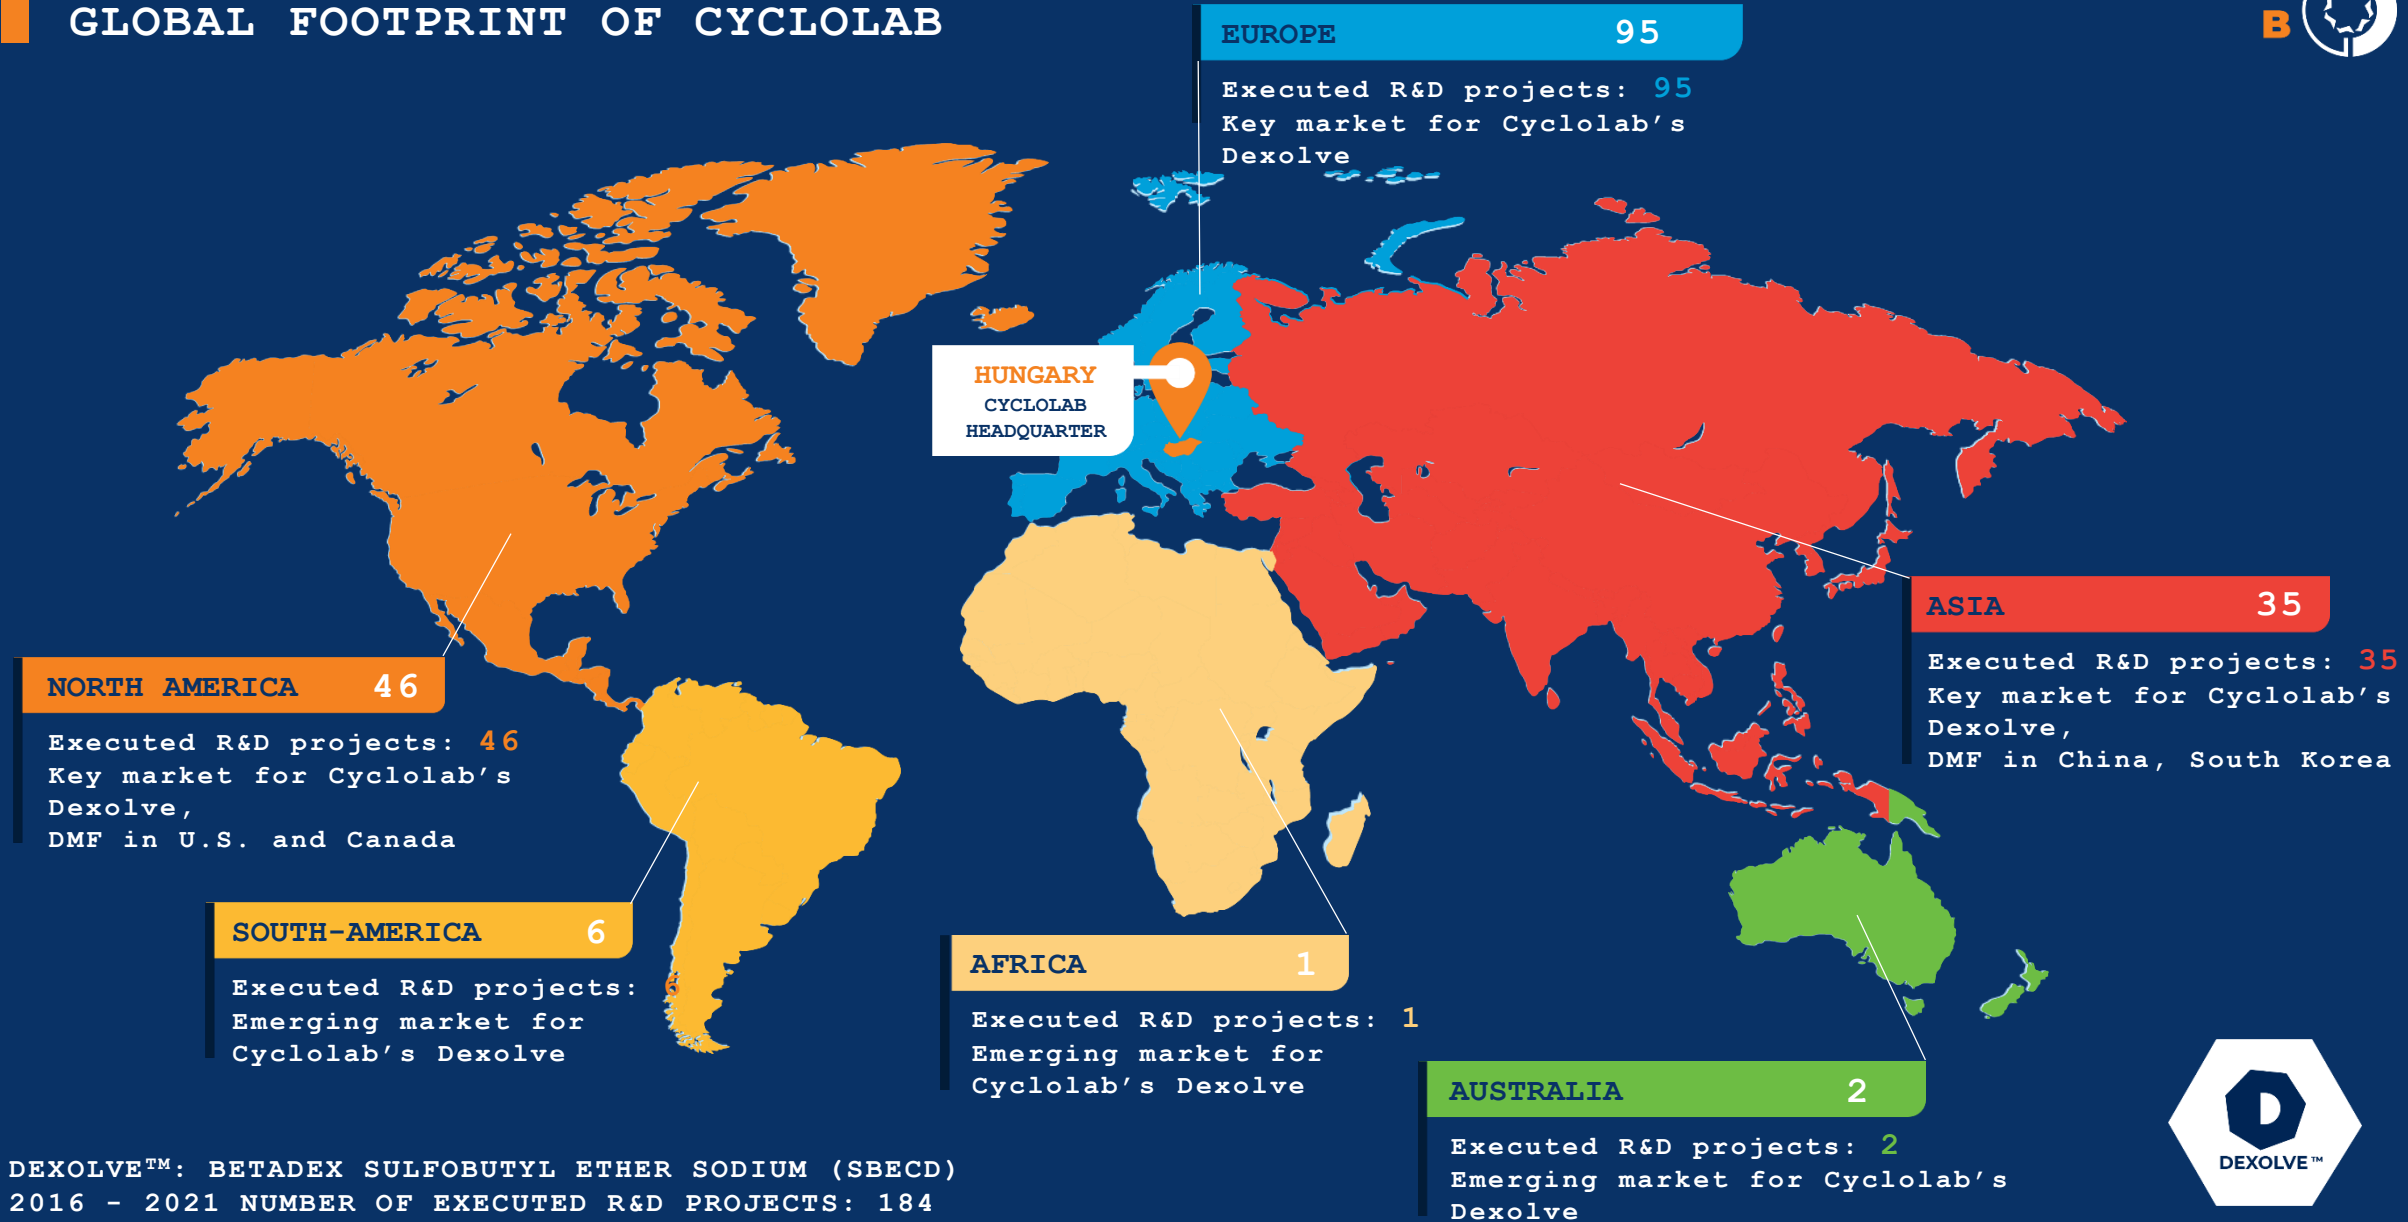 GLOBAL FOOTPRINT OF CYCLOLAB
B
EUROPE 95
Executed R&D projects: 95
Key market for Cyclolab's
Dexolve
HUNGARY
CYCLOLAB
HEADQUARTER
ASIA 35
Executed R&D projects: 35
Key market for Cyclolab's
Dexolve,
DMF in China, South Korea
NORTH AMERICA 46
Executed R&D projects: 46
Key market for Cyclolab's
Dexolve,
DMF in U.S. and Canada
SOUTH-AMERICA 6
Executed R&D projects: 6
Emerging market for
Cyclolab's Dexolve
AFRICA 1
Executed R&D projects: 1
Emerging market for
Cyclolab's Dexolve
AUSTRALIA 2
Executed R&D projects: 2
Emerging market for Cyclolab's
Dexolve
D
DEXOLVE™
DEXOLVE™: BETADEX SULFOBUTYL ETHER SODIUM (SBECD)
2016 - 2021 NUMBER OF EXECUTED R&D PROJECTS: 184